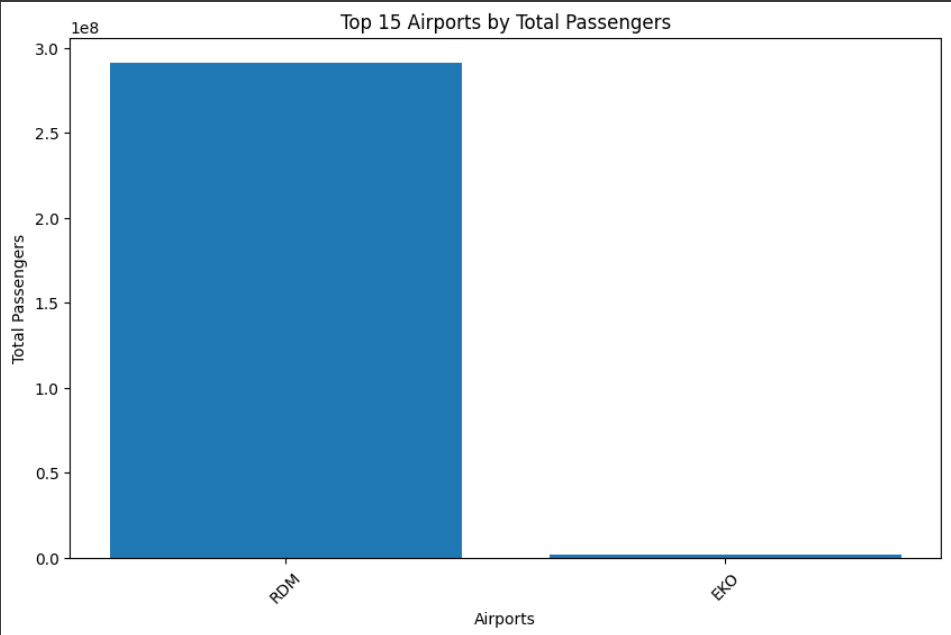 Top 15 Airports by Total Passengers
1e8
3.0
2.5
2.0
1.5
1.0
0.5
0.0
Total Passengers
RDM
EKO
Airports